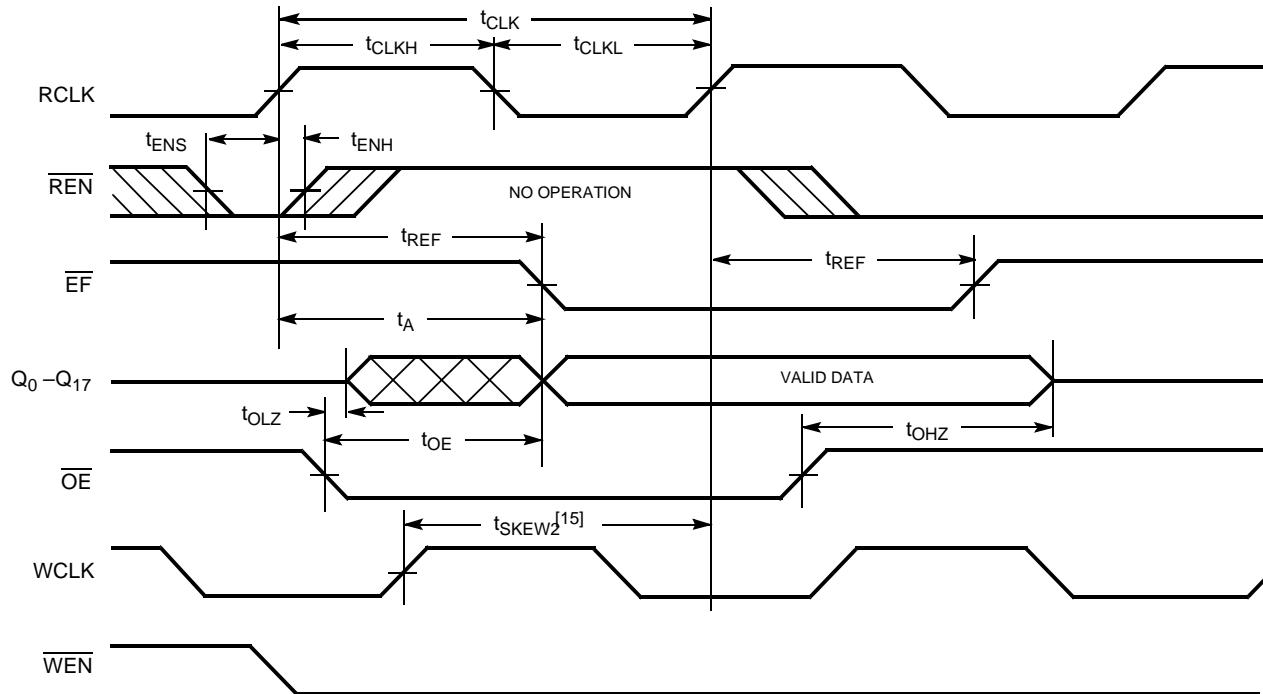 tCLK
tCLKH
tCLKL
RCLK
tENS
tENH
REN
NO OPERATION
tREF
tREF
EF
tA
Q0 –Q17
VALID DATA
tOLZ
tOE
tOHZ
OE
tSKEW2[15]
WCLK
WEN